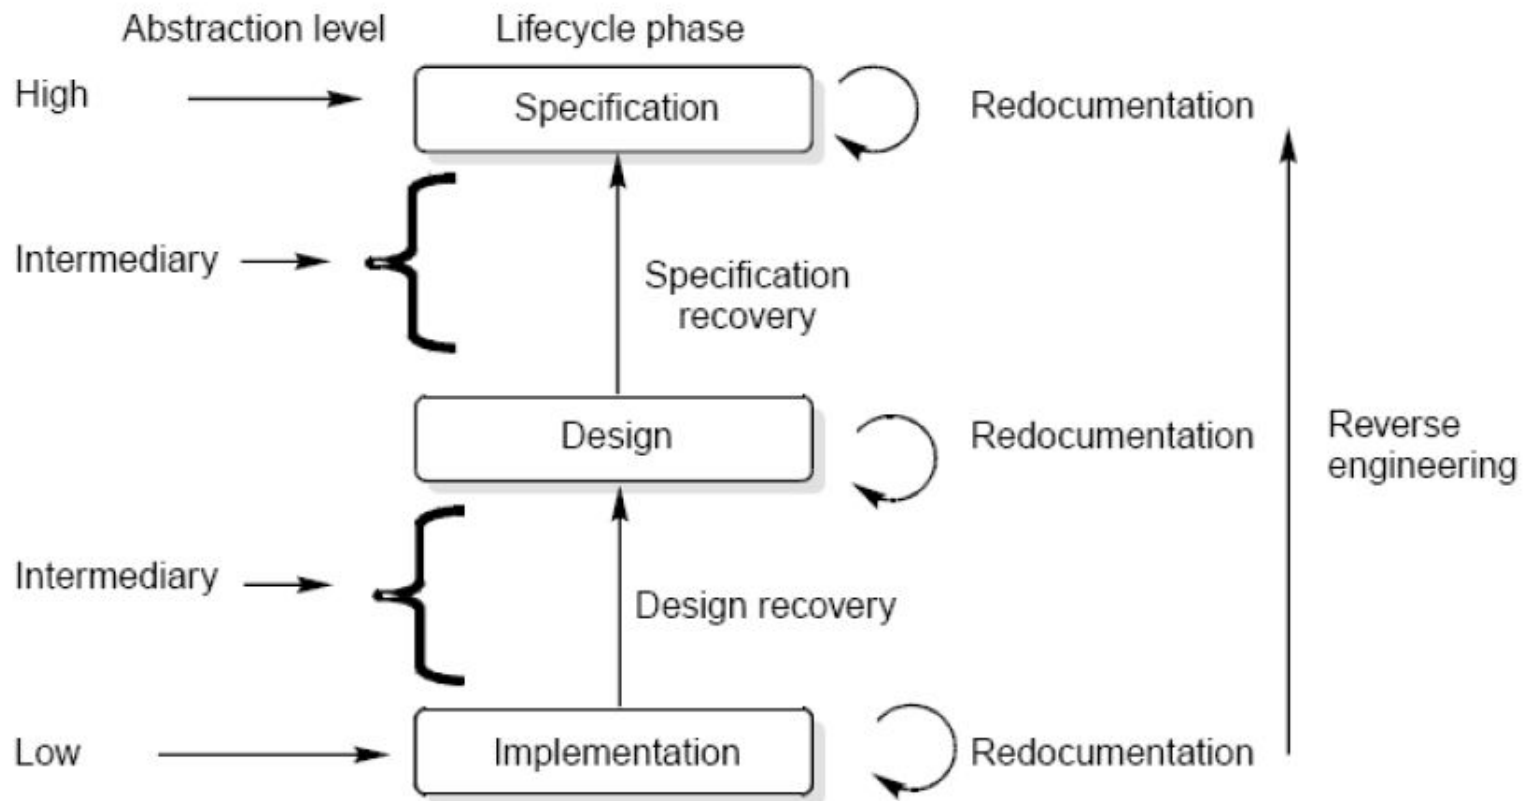 Abstraction level
Lifecycle phase
High
Specification
Redocumentation
Intermediary
Specification
recovery
Design
Redocumentation
Reverse
engineering
Intermediary
Design recovery
Low
Implementation
Redocumentation